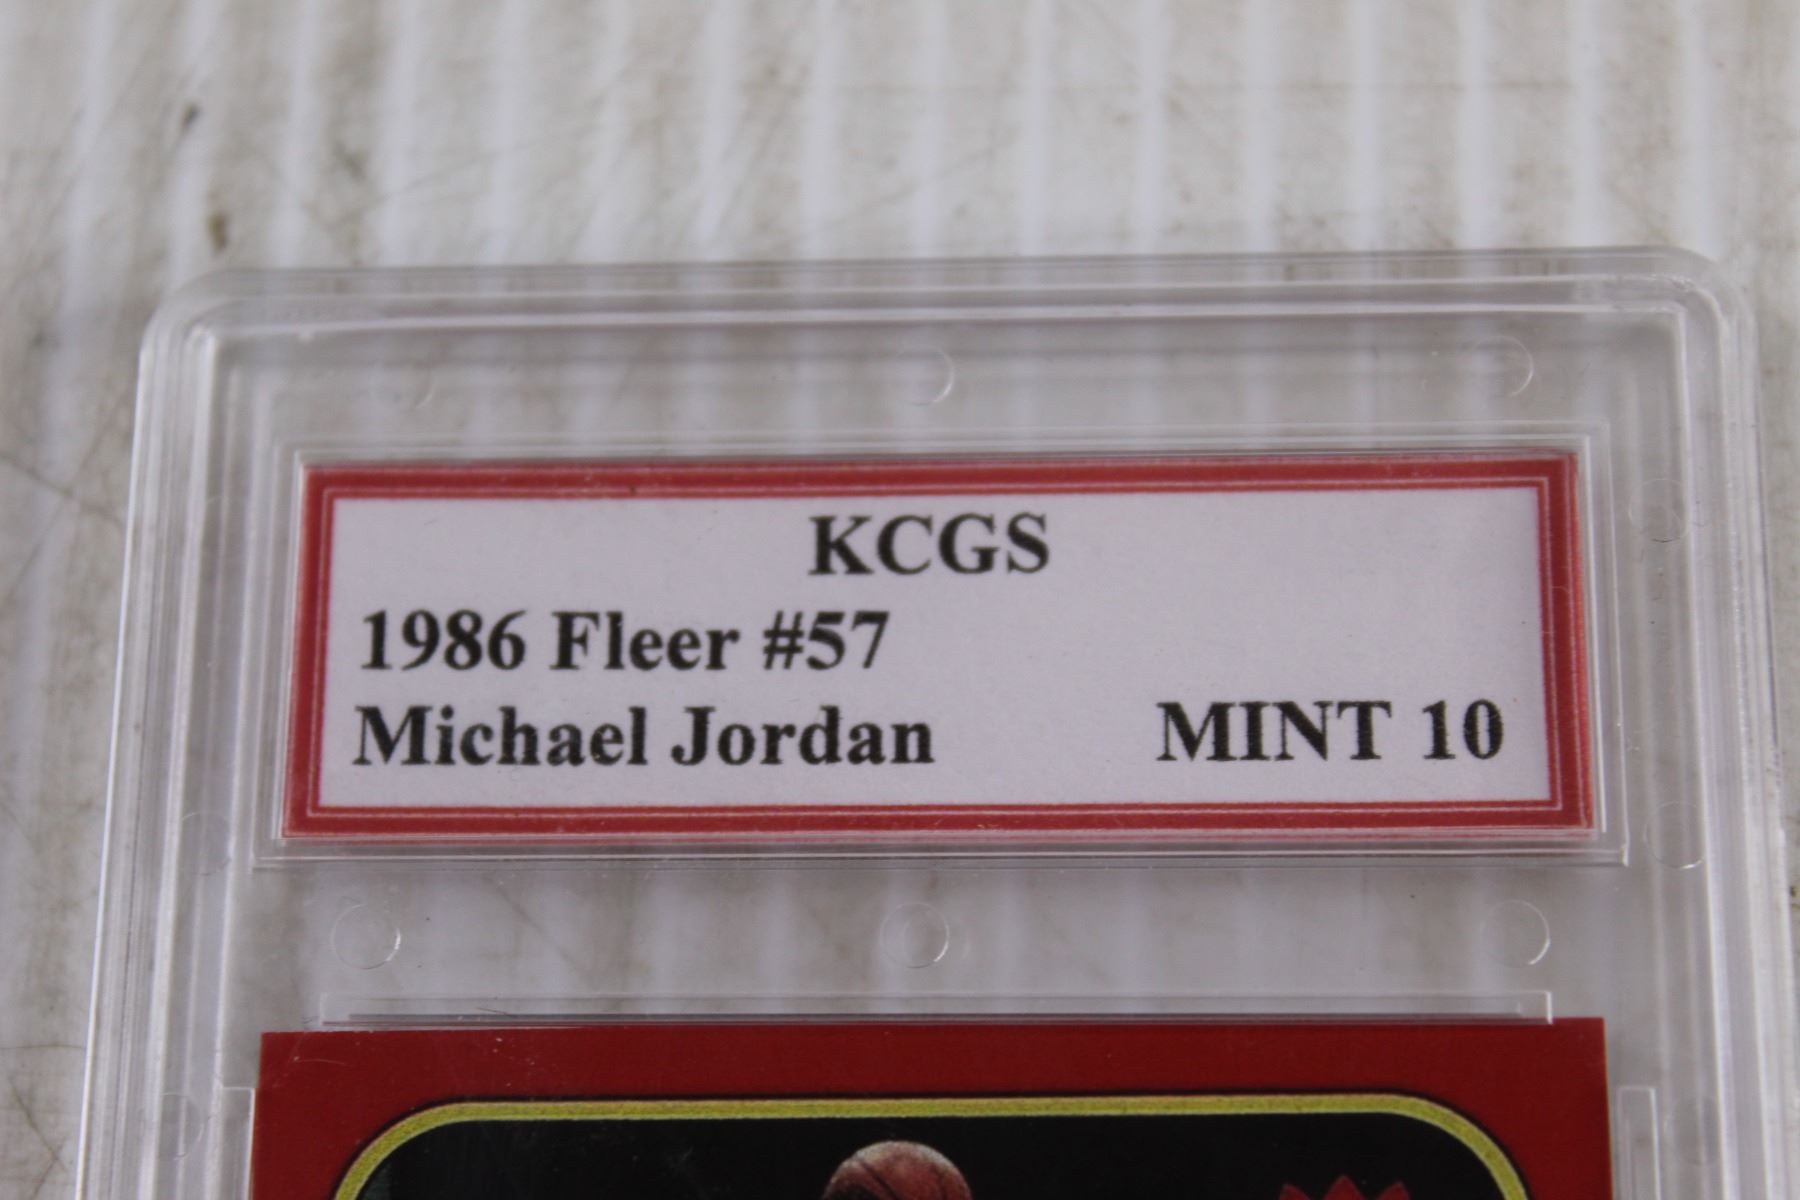 KCGS
1986 Fleer #57
Michael Jordan MINT 10